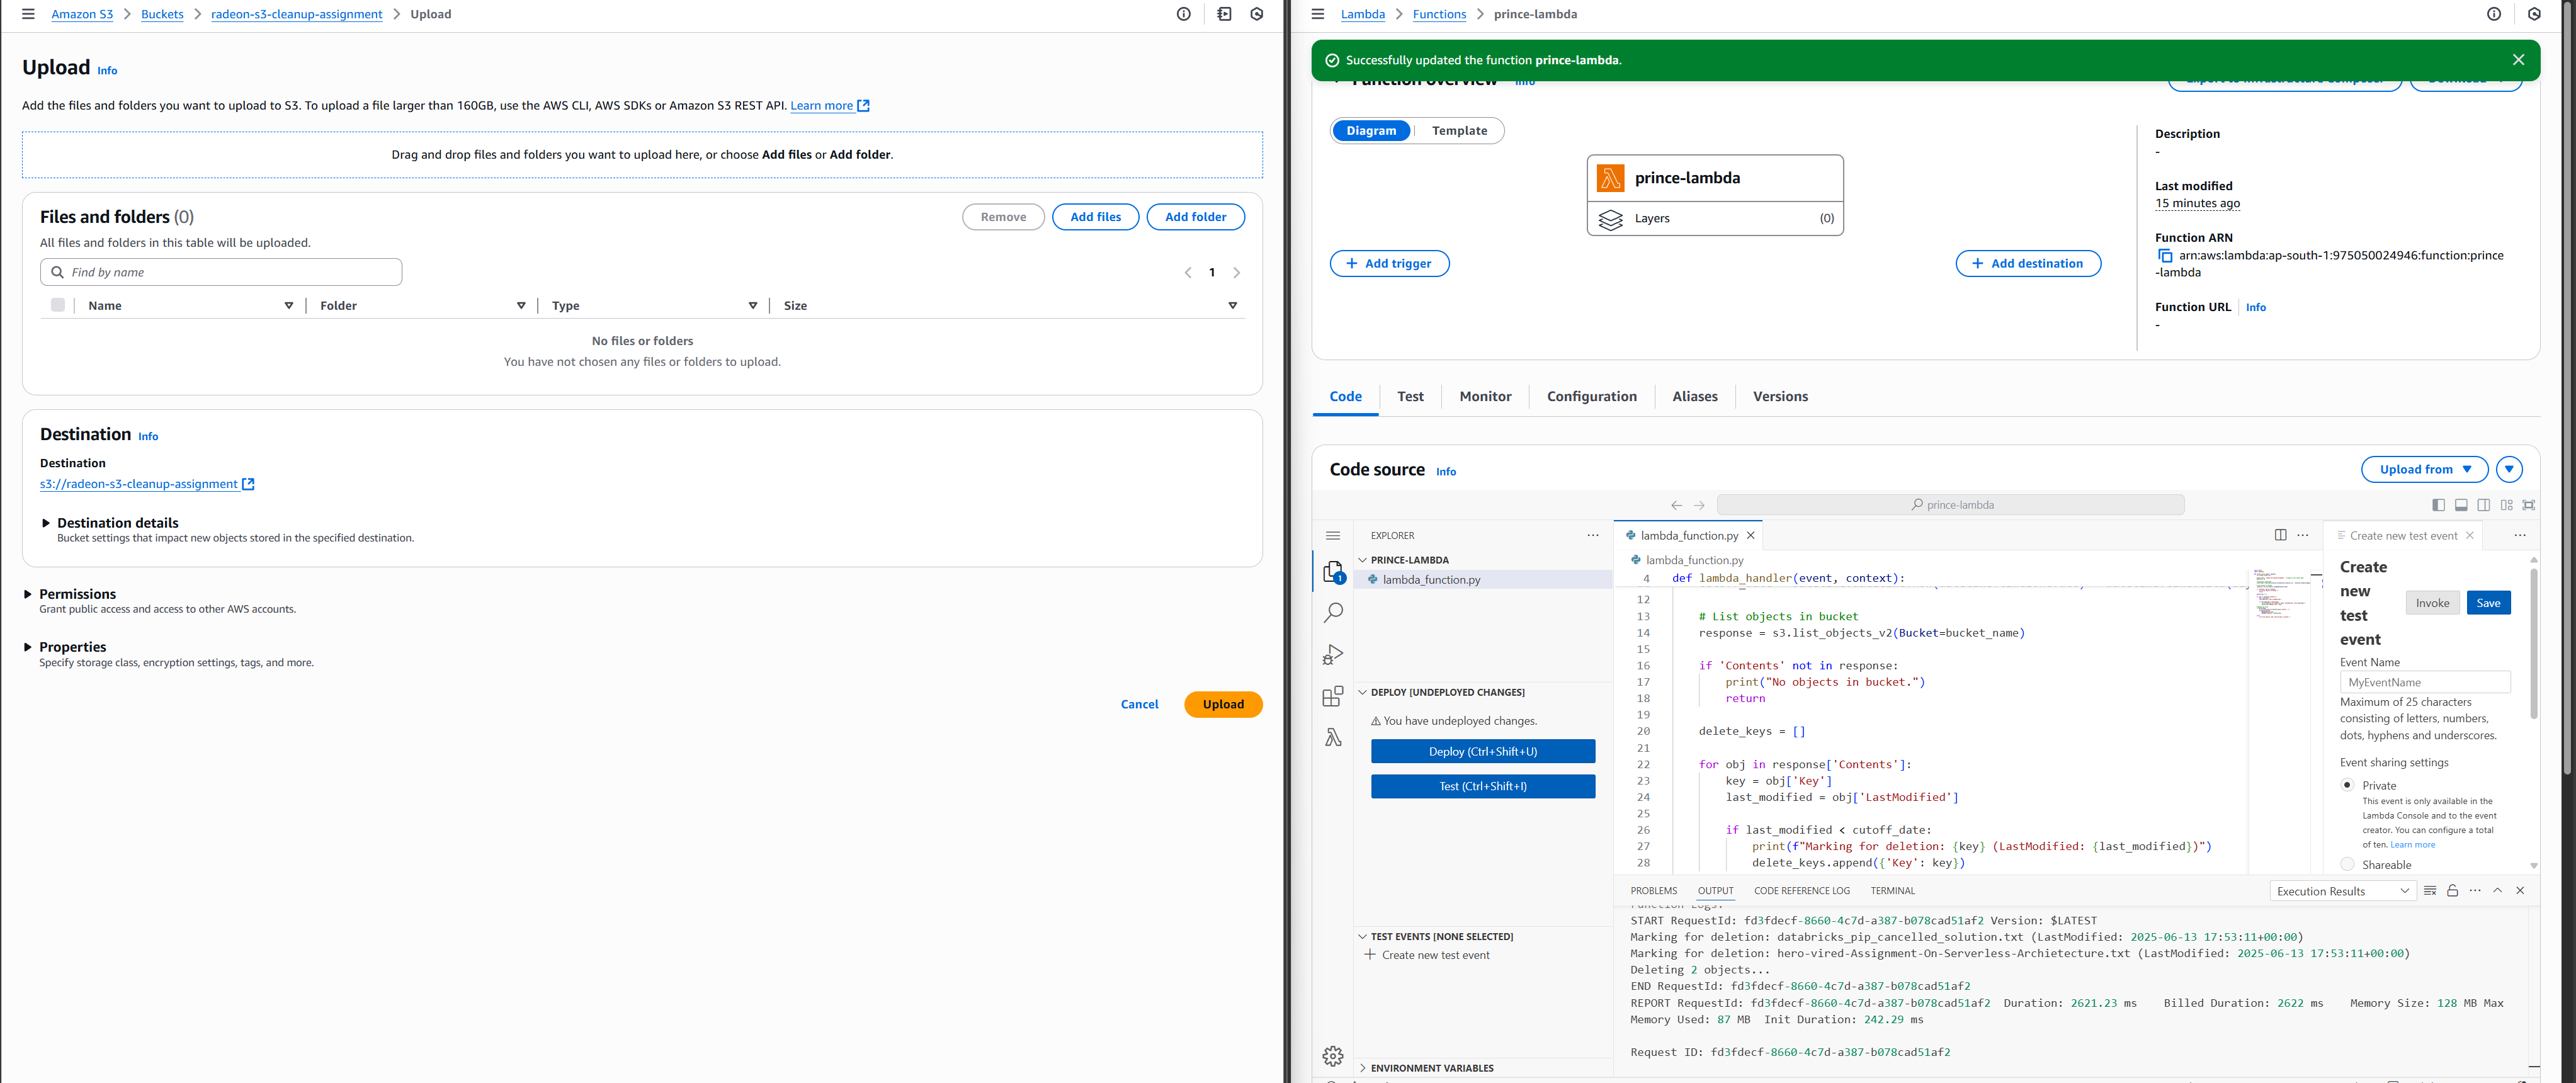 Amazon S3 > Buckets > radeon-s3-cleanup-assignment > Upload
Upload Info
Add the files and folders you want to upload to S3. To upload a file larger than 160GB, use the AWS CLI, AWS SDKs or Amazon S3 REST API. Learn more
Drag and drop files and folders you want to upload here, or choose Add files or Add folder.
Files and folders (0)
Remove
Add files
Add folder
All files and folders in this table will be uploaded.
Find by name
1
Name
Folder
Type
Size
No files or folders
You have not chosen any files or folders to upload.
Destination Info
Destination
s3://radeon-s3-cleanup-assignment
Destination details
Bucket settings that impact new objects stored in the specified destination.
Permissions
Grant public access and access to other AWS accounts.
Properties
Specify storage class, encryption settings, tags, and more.
Cancel
Upload
Lambda > Functions > prince-lambda
Successfully updated the function prince-lambda.
Function overview Info
Export to Infrastructure Composer
Diagram
Template
prince-lambda
Layers
(0)
+ Add trigger
+ Add destination
Description
-
Last modified
15 minutes ago
Function ARN
arn:aws:lambda:ap-south-1:975050024946:function:prince
-lambda
Function URL Info
-
Code
Test
Monitor
Configuration
Aliases
Versions
Code source Info
Upload from
prince-lambda
EXPLORER
PRINCE-LAMBDA
lambda_function.py
1
DEPLOY [UNDEPLOYED CHANGES]
You have undeployed changes.
Deploy (Ctrl+Shift+U)
Test (Ctrl+Shift+I)
TEST EVENTS [NONE SELECTED]
+ Create new test event
ENVIRONMENT VARIABLES
lambda_function.py
lambda_function.py
4 def lambda_handler(event, context):
12
13 # List objects in bucket
14 response = s3.list_objects_v2(Bucket=bucket_name)
15
16 if 'Contents' not in response:
17 print("No objects in bucket.")
18 return
19
20 delete_keys = []
21
22 for obj in response['Contents']:
23 key = obj['Key']
24 last_modified = obj['LastModified']
25
26 if last_modified < cutoff_date:
27 print(f"Marking for deletion: {key} (LastModified: {last_modified})")
28 delete_keys.append({'Key': key})
Create new test event
Create
new
test
event
Invoke
Save
Event Name
MyEventName
Maximum of 25 characters
consisting of letters, numbers,
dots, hyphens and underscores.
Event sharing settings
Private
This event is only available in the
Lambda Console and to the event
creator. You can configure a total
of ten. Learn more
Shareable
PROBLEMS
OUTPUT
CODE REFERENCE LOG
TERMINAL
Execution Results
Function Logs:
START RequestId: fd3fdecf-8660-4c7d-a387-b078cad51af2 Version: $LATEST
Marking for deletion: databricks_pip_cancelled_solution.txt (LastModified: 2025-06-13 17:53:11+00:00)
Marking for deletion: hero-vired-Assignment-On-Serverless-Archietecture.txt (LastModified: 2025-06-13 17:53:11+00:00)
Deleting 2 objects...
END RequestId: fd3fdecf-8660-4c7d-a387-b078cad51af2
REPORT RequestId: fd3fdecf-8660-4c7d-a387-b078cad51af2 Duration: 2621.23 ms Billed Duration: 2622 ms Memory Size: 128 MB Max
Memory Used: 87 MB Init Duration: 242.29 ms
Request ID: fd3fdecf-8660-4c7d-a387-b078cad51af2